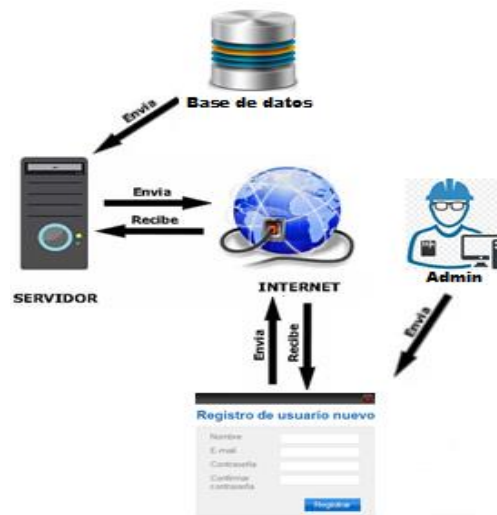 Base de datos
Envia
Envia
Recibe
SERVIDOR
INTERNET
Admin
Envia
Recibe
Envia
Registro de usuario nuevo
Nombre
E-mail
Contraseña
Confirmar
contraseña
Registrar